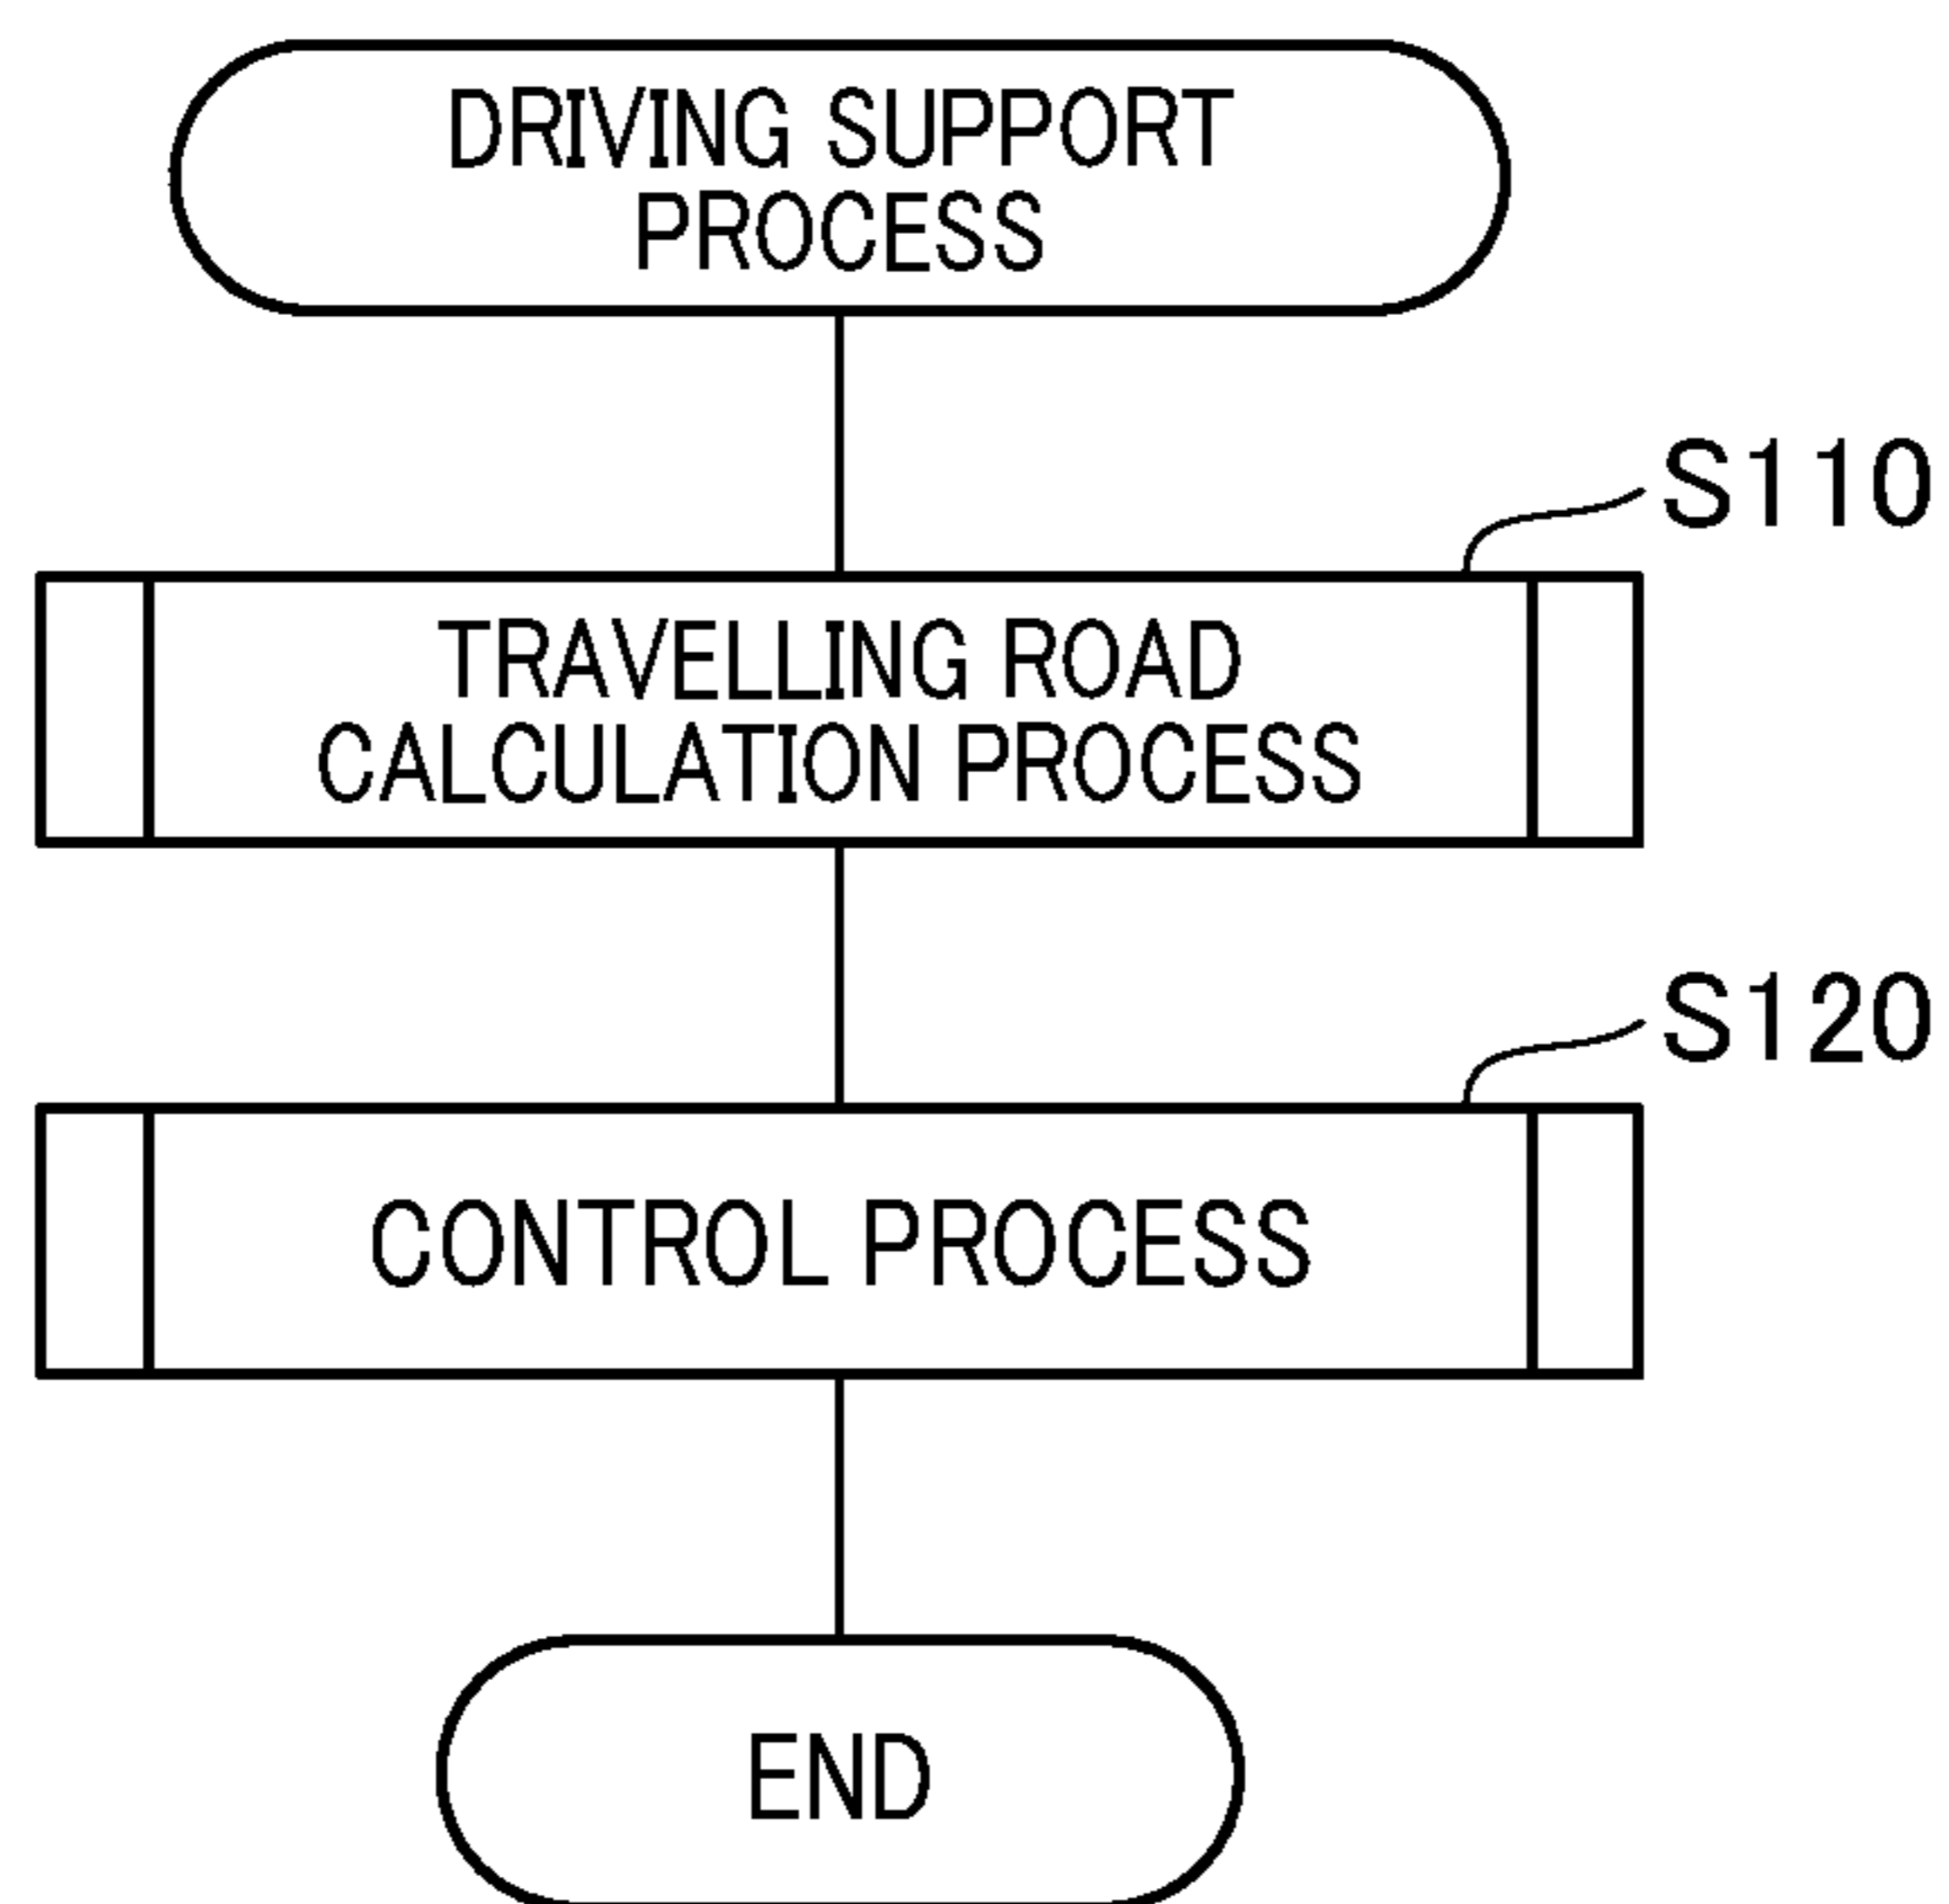 DRIVING SUPPORT
PROCESS
S110
TRAVELLING ROAD
CALCULATION PROCESS
S120
CONTROL PROCESS
END